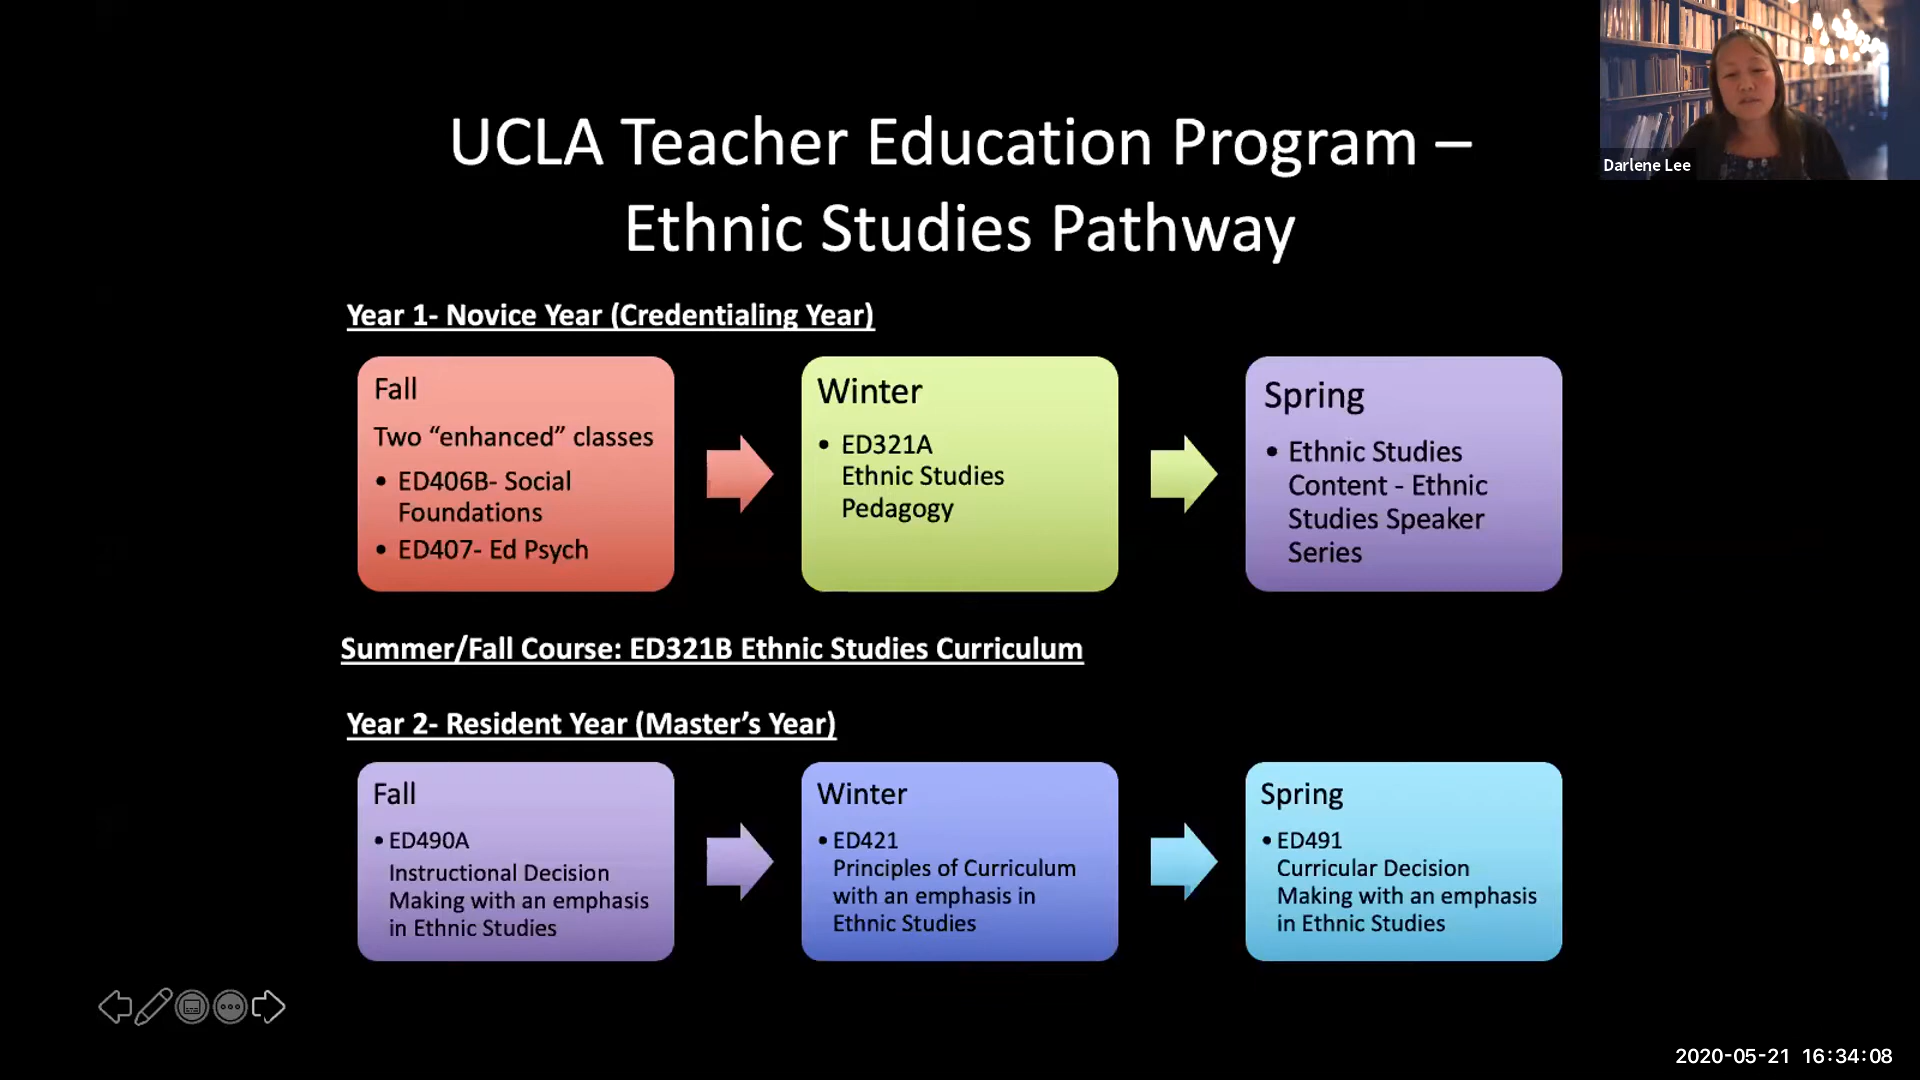 UCLA Teacher Education Program –
Ethnic Studies Pathway
Darlene Lee
Year 1- Novice Year (Credentialing Year)
Fall
Two “enhanced” classes
• ED406B- Social
Foundations
• ED407- Ed Psych
Winter
• ED321A
Ethnic Studies
Pedagogy
Spring
• Ethnic Studies
Content - Ethnic
Studies Speaker
Series
Summer/Fall Course: ED321B Ethnic Studies Curriculum
Year 2- Resident Year (Master’s Year)
Fall
• ED490A
Instructional Decision
Making with an emphasis
in Ethnic Studies
Winter
• ED421
Principles of Curriculum
with an emphasis in
Ethnic Studies
Spring
• ED491
Curricular Decision
Making with an emphasis
in Ethnic Studies
2020-05-21 16:34:08